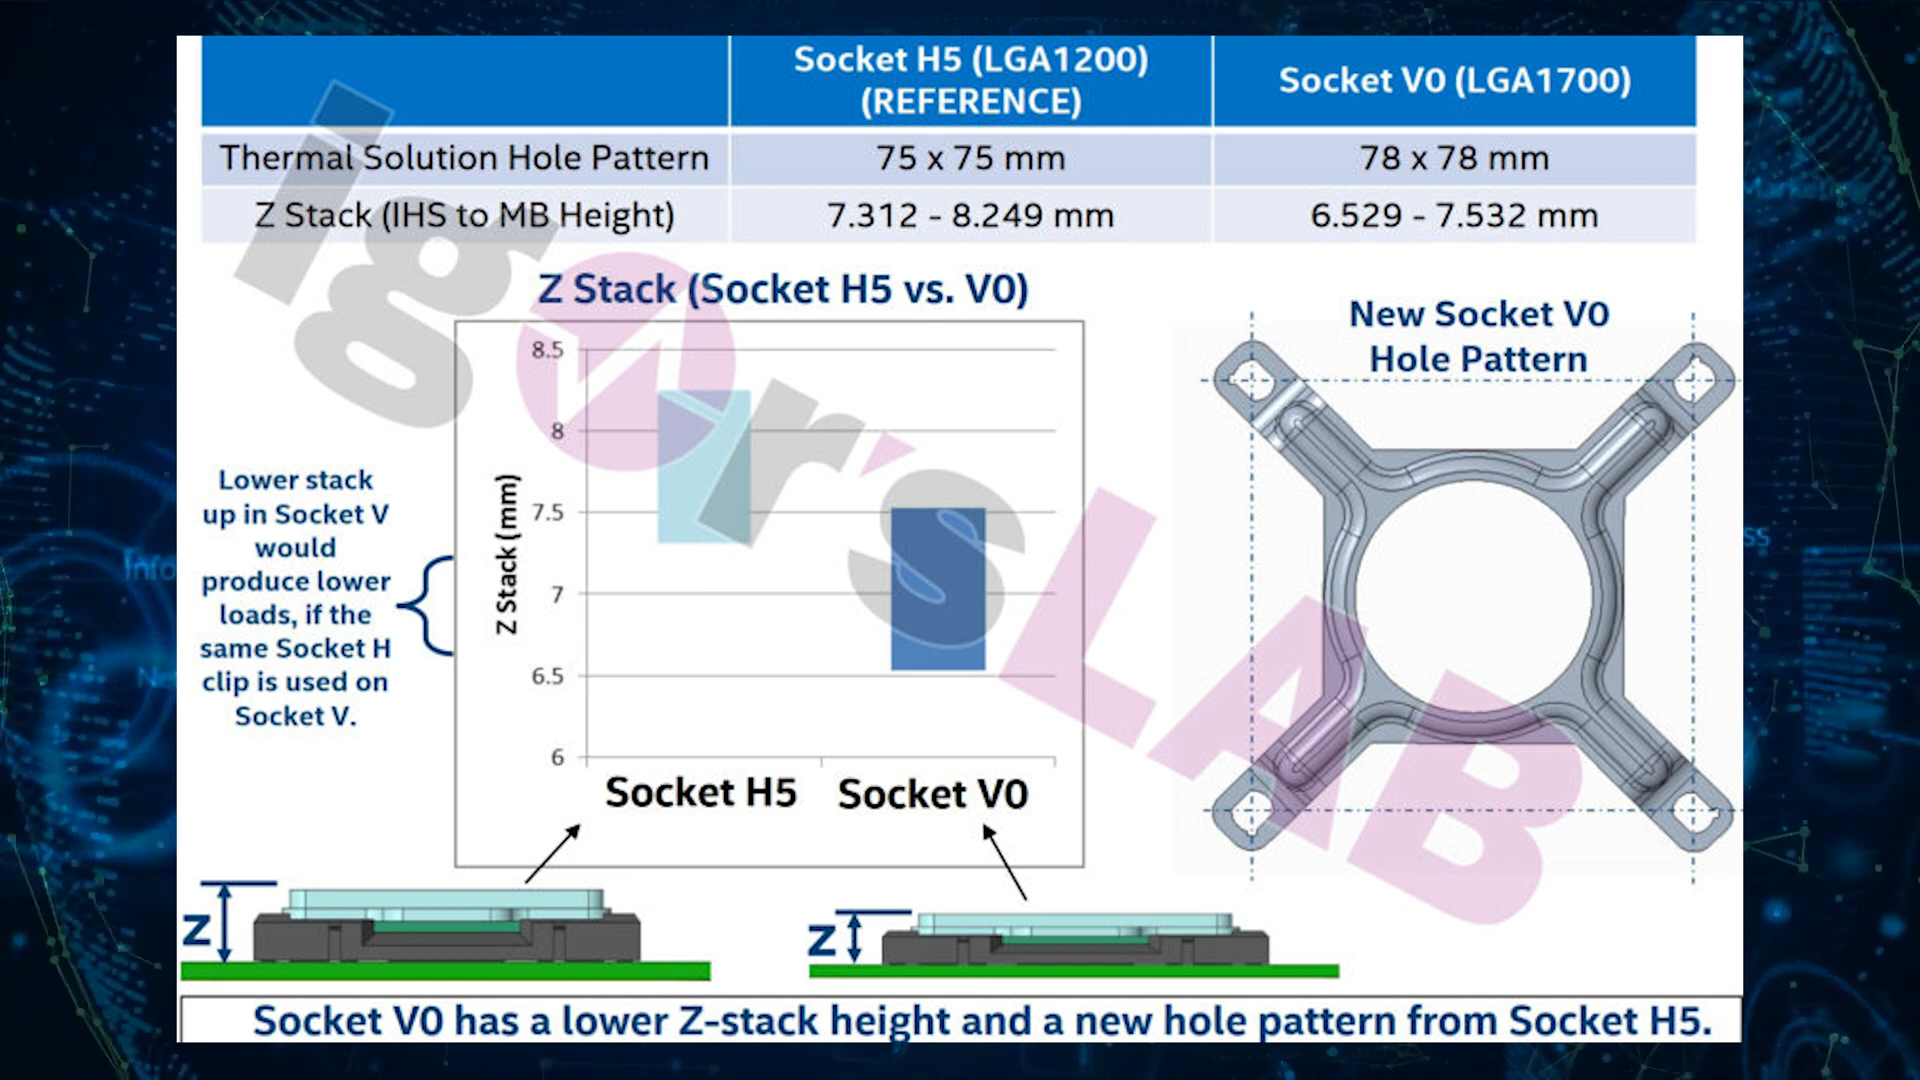 Socket H5 (LGA1200)
(REFERENCE)
Socket V0 (LGA1700)
Thermal Solution Hole Pattern
75 x 75 mm
78 x 78 mm
Z Stack (IHS to MB Height)
7.312 - 8.249 mm
6.529 - 7.532 mm
Z Stack (Socket H5 vs. V0)
8.5
8
7.5
7
6.5
6
Z Stack (mm)
Socket H5
Socket V0
Lower stack
up in Socket V
would
produce lower
loads, if the
same Socket H
clip is used on
Socket V.
New Socket V0
Hole Pattern
Z
Z
Socket V0 has a lower Z-stack height and a new hole pattern from Socket H5.
igor'sLAB